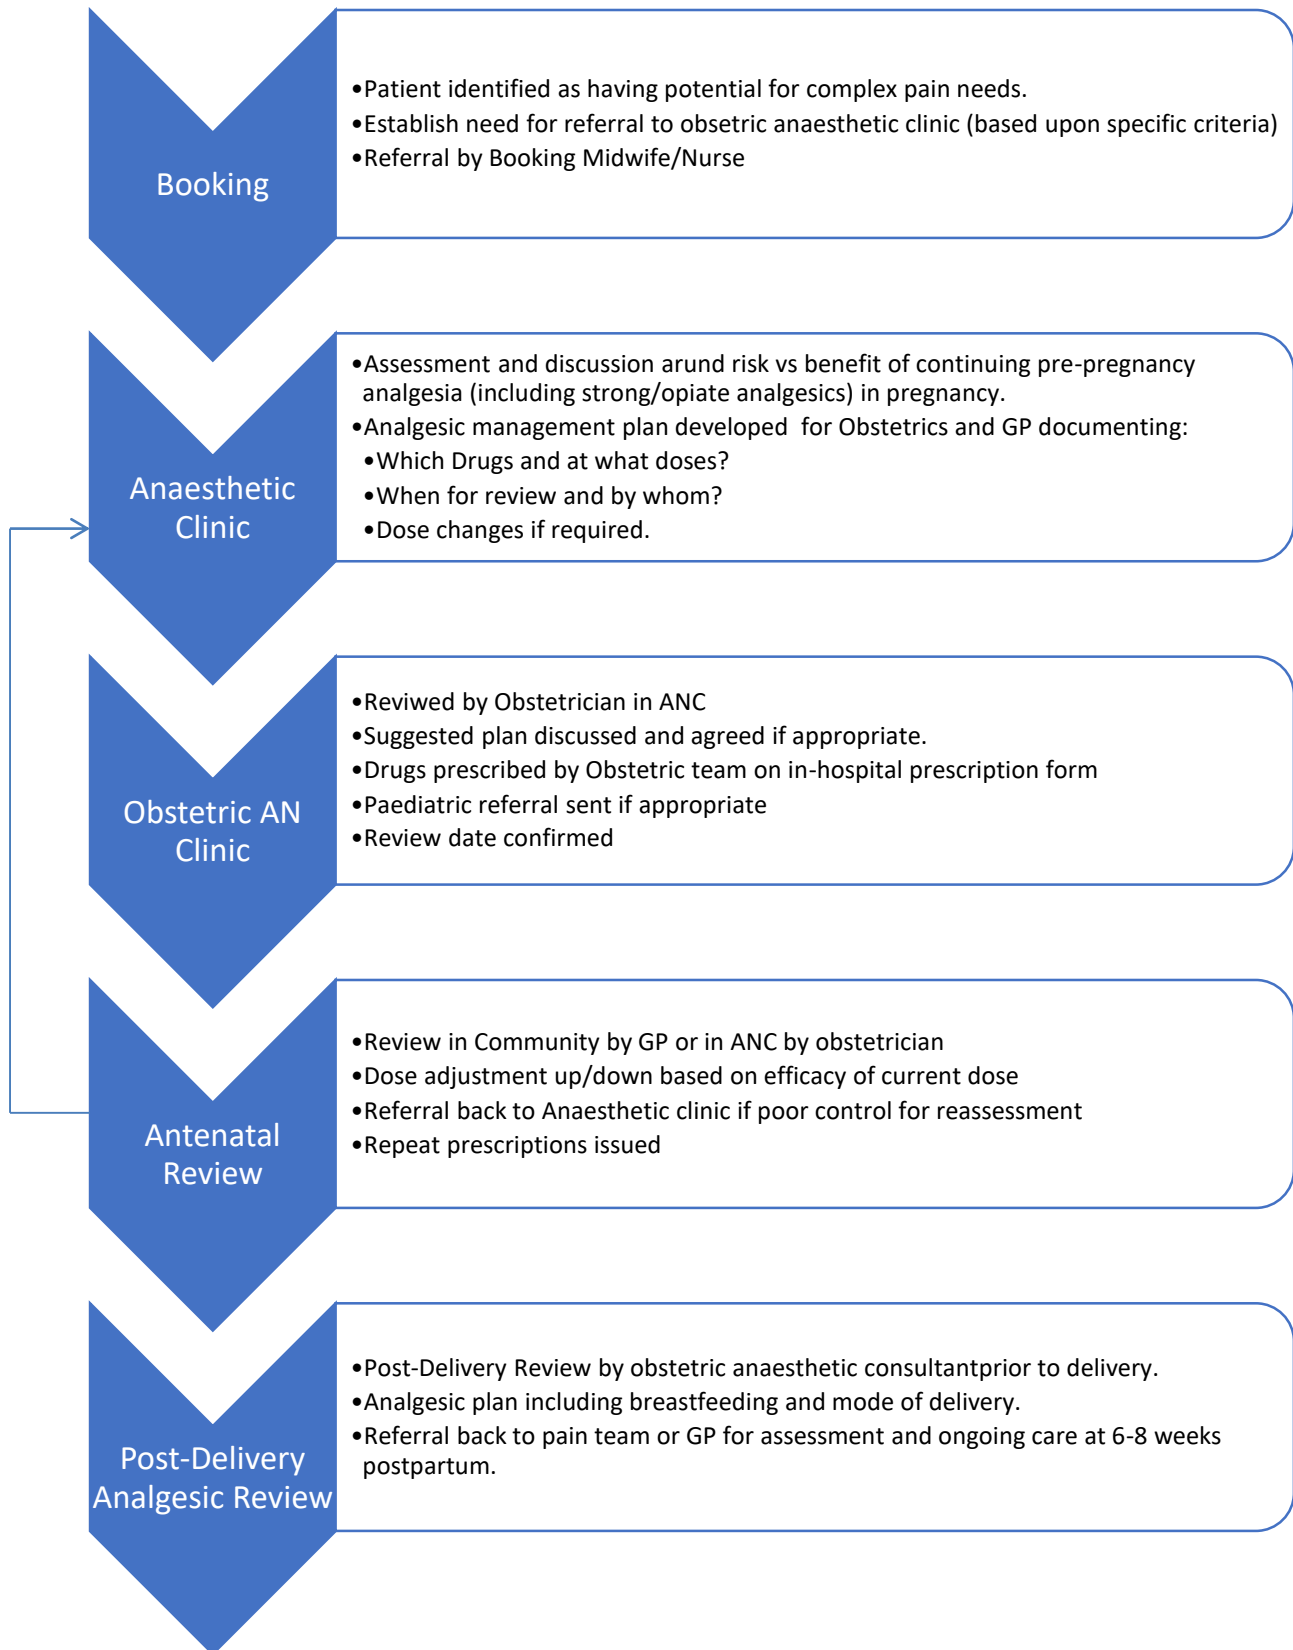 Booking
•Patient identified as having potential for complex pain needs.
•Establish need for referral to obsetric anaesthetic clinic (based upon specific criteria)
•Referral by Booking Midwife/Nurse
Anaesthetic
Clinic
•Assessment and discussion arund risk vs benefit of continuing pre-pregnancy
analgesia (including strong/opiate analgesics) in pregnancy.
•Analgesic management plan developed  for Obstetrics and GP documenting:
•Which Drugs and at what doses?
•When for review and by whom?
•Dose changes if required.
Obstetric AN
Clinic
•Reviwed by Obstetrician in ANC
•Suggested plan discussed and agreed if appropriate.
•Drugs prescribed by Obstetric team on in-hospital prescription form
•Paediatric referral sent if appropriate
•Review date confirmed
Antenatal
Review
•Review in Community by GP or in ANC by obstetrician
•Dose adjustment up/down based on efficacy of current dose
•Referral back to Anaesthetic clinic if poor control for reassessment
•Repeat prescriptions issued
Post-Delivery
Analgesic Review
•Post-Delivery Review by obstetric anaesthetic consultantprior to delivery.
•Analgesic plan including breastfeeding and mode of delivery.
•Referral back to pain team or GP for assessment and ongoing care at 6-8 weeks
postpartum.